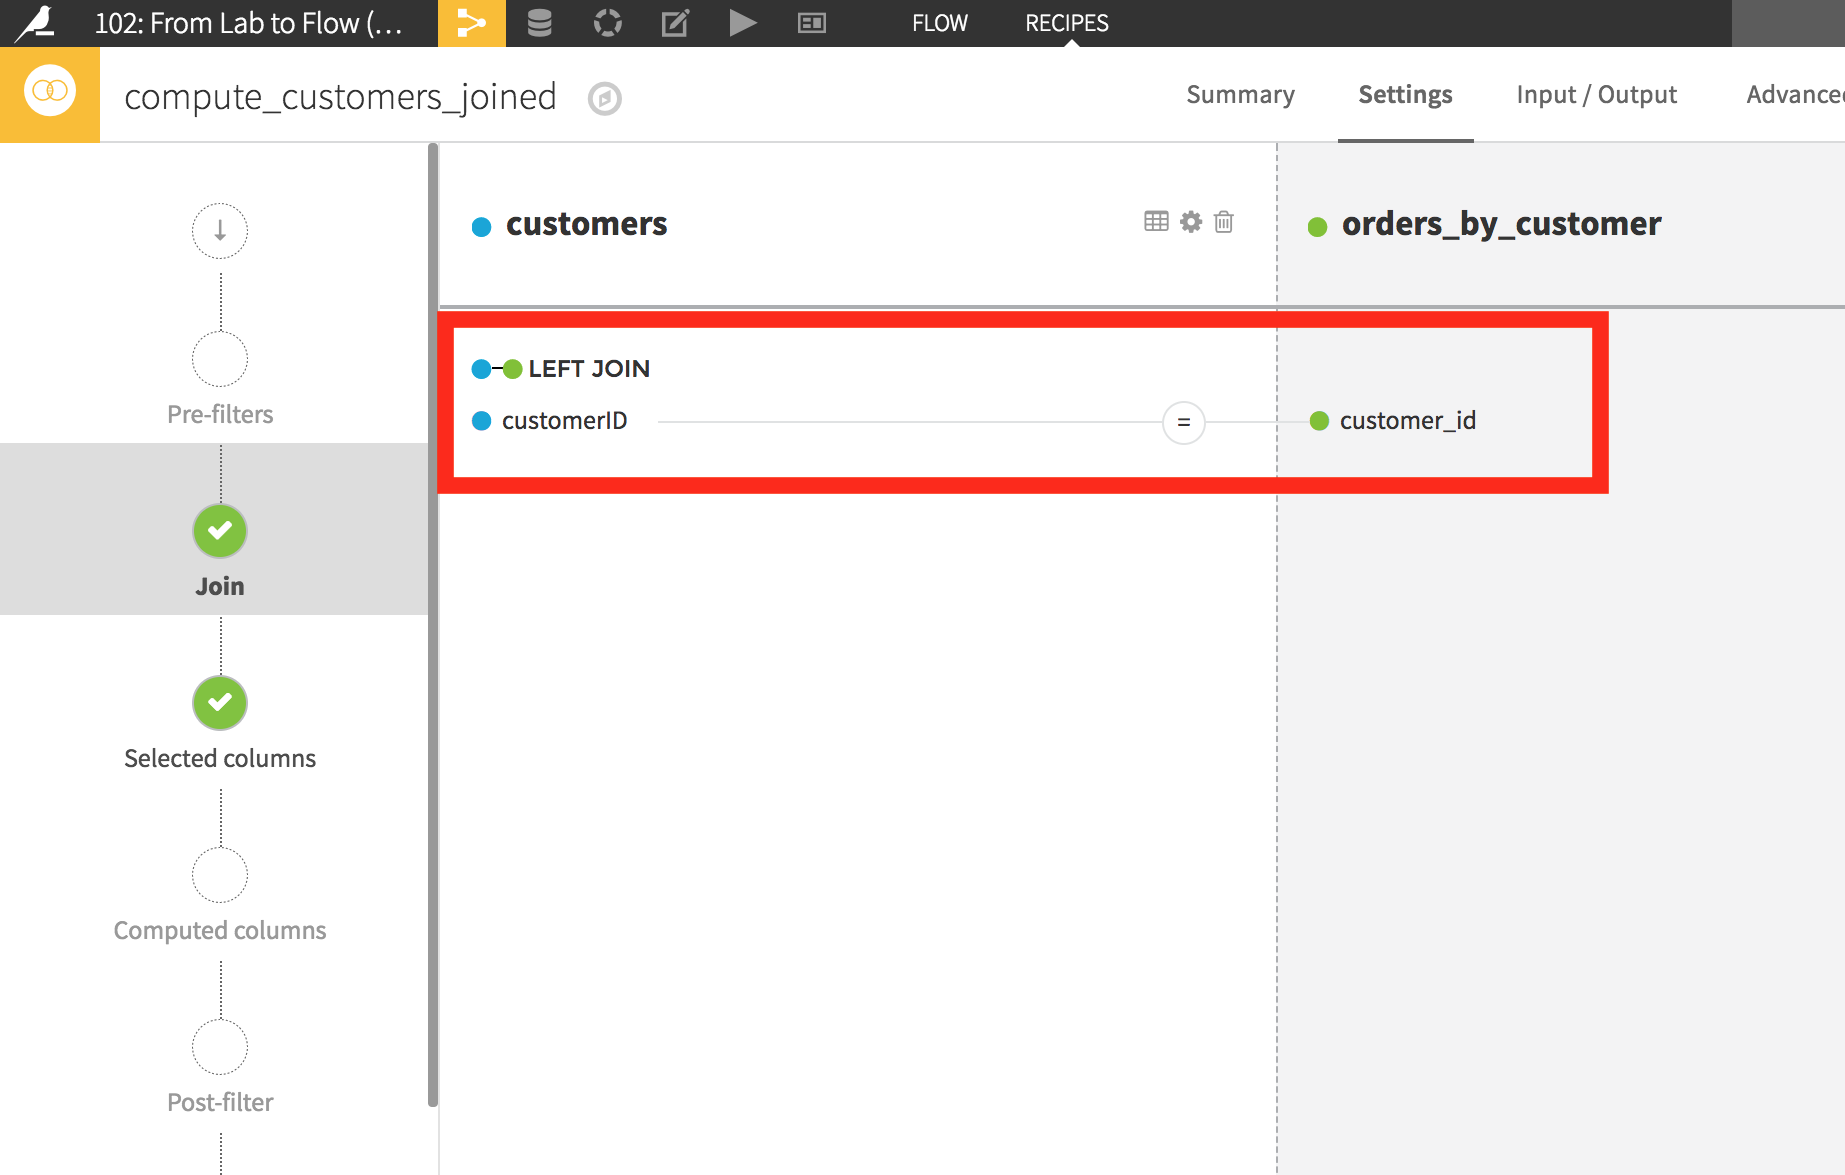 102: From Lab to Flow (...
FLOW
RECIPES
compute_customers_joined
Summary
Settings
Input / Output
Advanced
customers
orders_by_customer
LEFT JOIN
customerID
=
customer_id
Pre-filters
Join
Selected columns
Computed columns
Post-filter